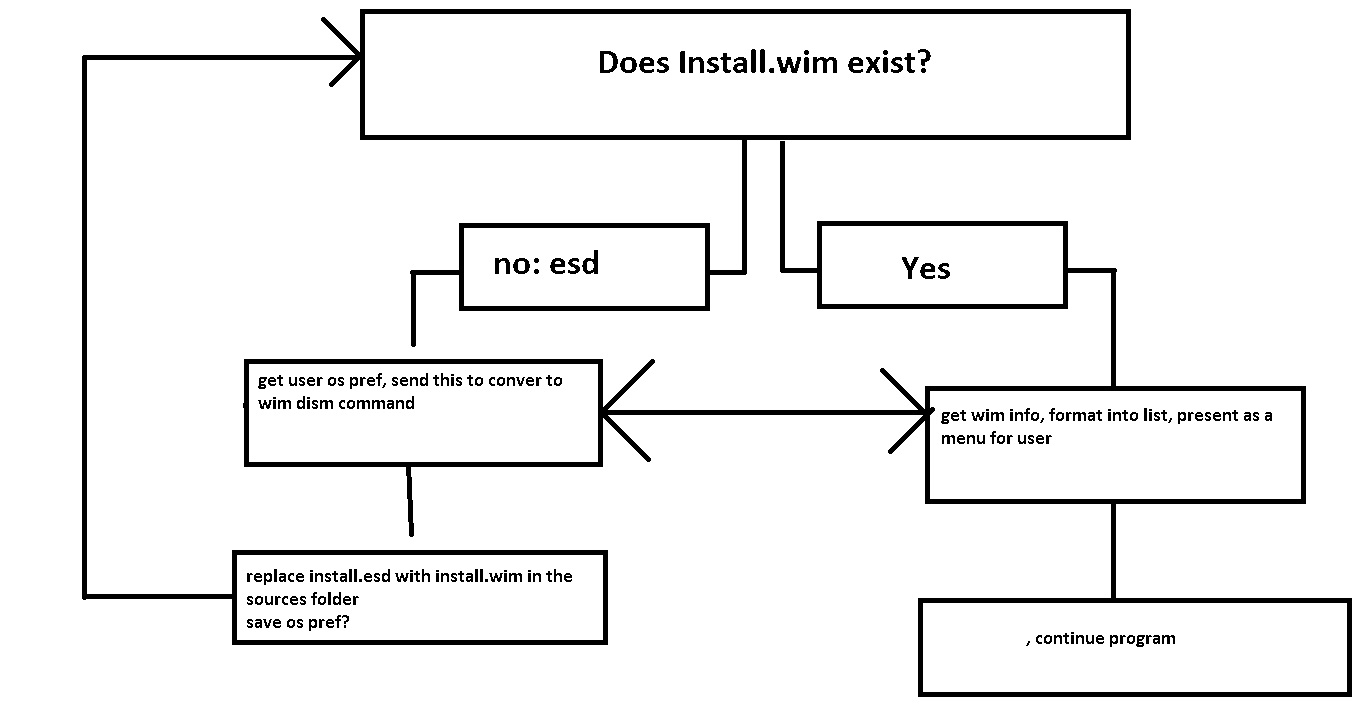 Does Install.wim exist?
no: esd
Yes
get user os pref, send this to conver to
wim dism command
get wim info, format into list, present as a
menu for user
replace install.esd with install.wim in the
sources folder
save os pref?
, continue program